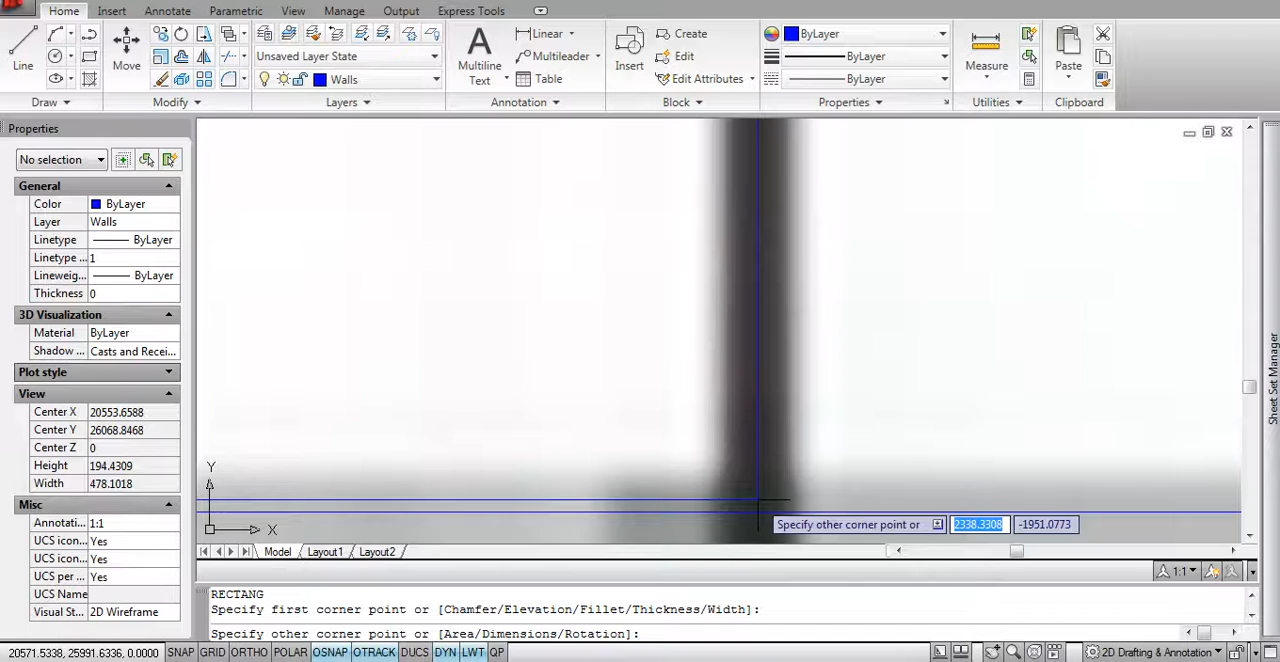 Home Insert Annotate Parametric View Manage Output Express Tools
Line Move Unsaved Layer State Walls Multiline Text Linear Multileader Table Insert Create Edit Edit Attributes ByLayer ByLayer ByLayer Measure Paste
Draw Modify Layers Annotation Block Properties Utilities Clipboard
Properties
No selection
General
Color ByLayer
Layer Walls
Linetype ByLayer
Linetype ... 1
Lineweig... ByLayer
Thickness 0
3D Visualization
Material ByLayer
Shadow ... Casts and Recei...
Plot style
View
Center X 20553.6588
Center Y 26068.8468
Center Z 0
Height 194.4309
Width 478.1018
Misc
Annotati... 1:1
UCS icon... Yes
UCS icon... Yes
UCS per ... Yes
UCS Name
Visual St... 2D Wireframe
Y
X
Specify other corner point or 2338.3308 -1951.0773
Model Layout1 Layout2
1:1
RECTANG
Specify first corner point or [Chamfer/Elevation/Fillet/Thickness/Width]:
Specify other corner point or [Area/Dimensions/Rotation]:
20571.5338, 25991.6336, 0.0000 SNAP GRID ORTHO POLAR OSNAP OTRACK DUCS DYN LWT QP 2D Drafting & Annotation
Sheet Set Manager